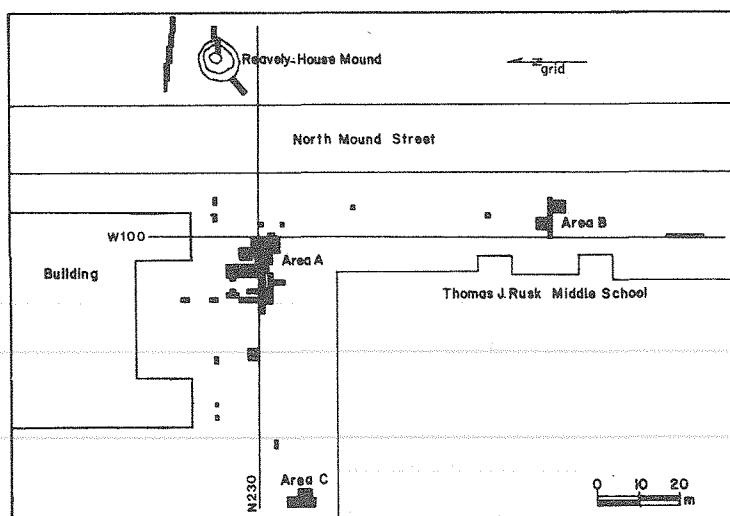 Reavely-House Mound
N
grid
North Mound Street
W100
Area B
Area A
Building
Thomas J. Rusk Middle School
Area C
N230
0 10 20
m